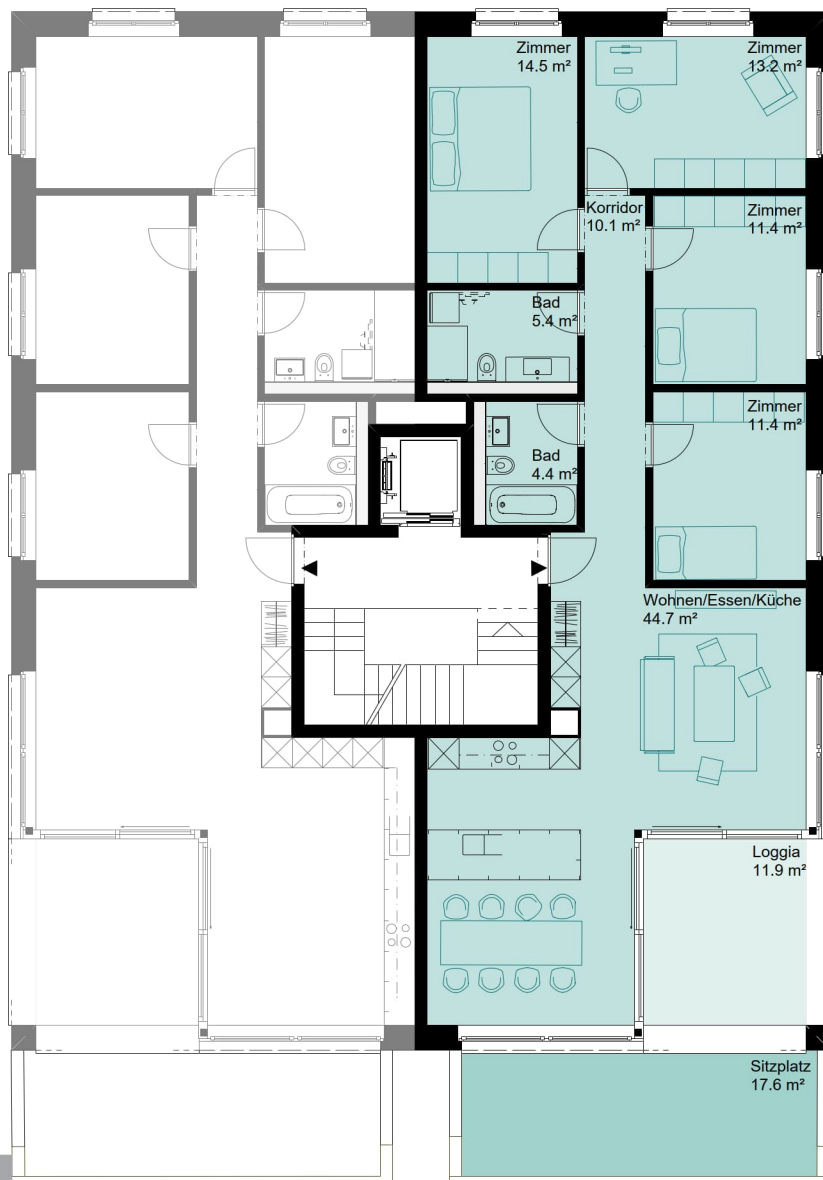 Zimmer
14.5 m²
Zimmer
13.2 m²
Korridor
10.1 m²
Zimmer
11.4 m²
Bad
5.4 m²
Zimmer
11.4 m²
Bad
4.4 m²
Wohnen/Essen/Küche
44.7 m²
Loggia
11.9 m²
Sitzplatz
17.6 m²